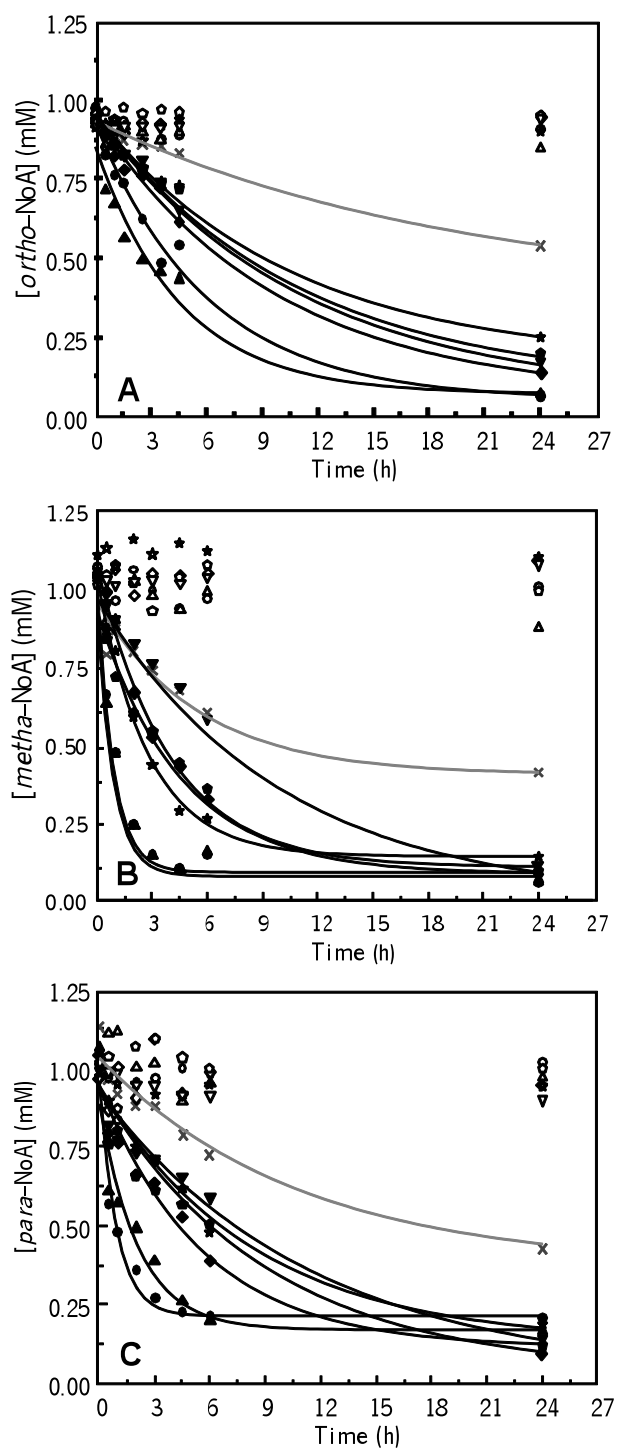 1.25
1.00
0.75
0.50
0.25
0.00
[ortho–NoA] (mM)
A
0 3 6 9 12 15 18 21 24 27
Time (h)
1.25
1.00
0.75
0.50
0.25
0.00
[metha–NoA] (mM)
B
0 3 6 9 12 15 18 21 24 27
Time (h)
1.25
1.00
0.75
0.50
0.25
0.00
[para–NoA] (mM)
C
0 3 6 9 12 15 18 21 24 27
Time (h)